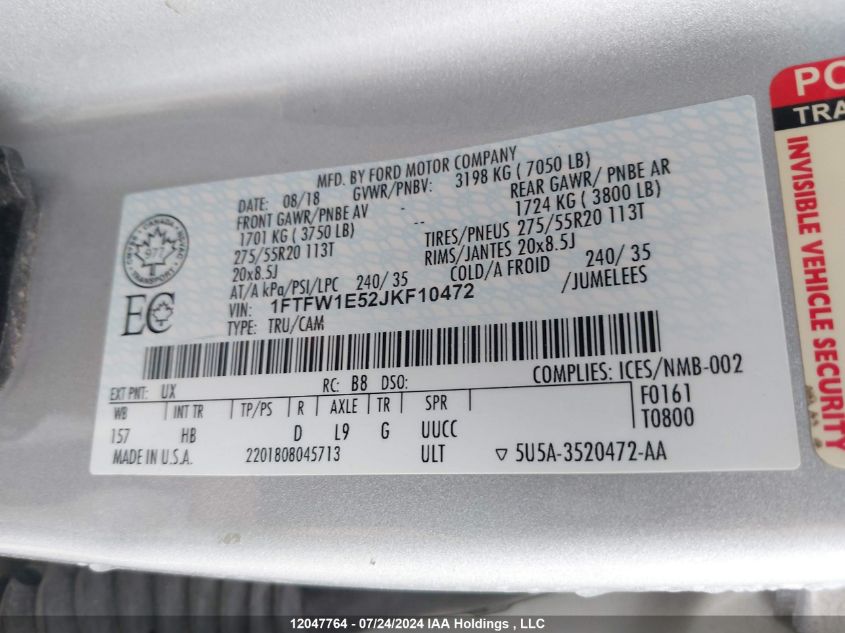 MFD. BY FORD MOTOR COMPANY
DATE: 08/18 GVWR/PNBV: 3198 KG ( 7050 LB)
FRONT GAWR/PNBE AV - REAR GAWR/ PNBE AR
1701 KG ( 3750 LB) -- 1724 KG ( 3800 LB)
275/55R20 113T TIRES/PNEUS 275/55R20 113T
20x8.5J RIMS/JANTES 20x8.5J
AT/A kPa/PSI/LPC 240/ 35 COLD/A FROID 240/ 35
VIN: 1FTFW1E52JKF10472 /JUMELEES
TYPE: TRU/CAM
CANADA
977
TRANSPORT
EC
EXT PNT: UX RC: B8 DSO: COMPLIES: ICES/NMB-002
WB INT TR TP/PS R AXLE TR SPR F0161
157 HB D L9 G UUCC T0800
MADE IN U.S.A. 2201808045713 ULT ▽ 5U5A-3520472-AA
PO
TRA
INVISIBLE VEHICLE SECURITY
12047764 - 07/24/2024 IAA Holdings , LLC